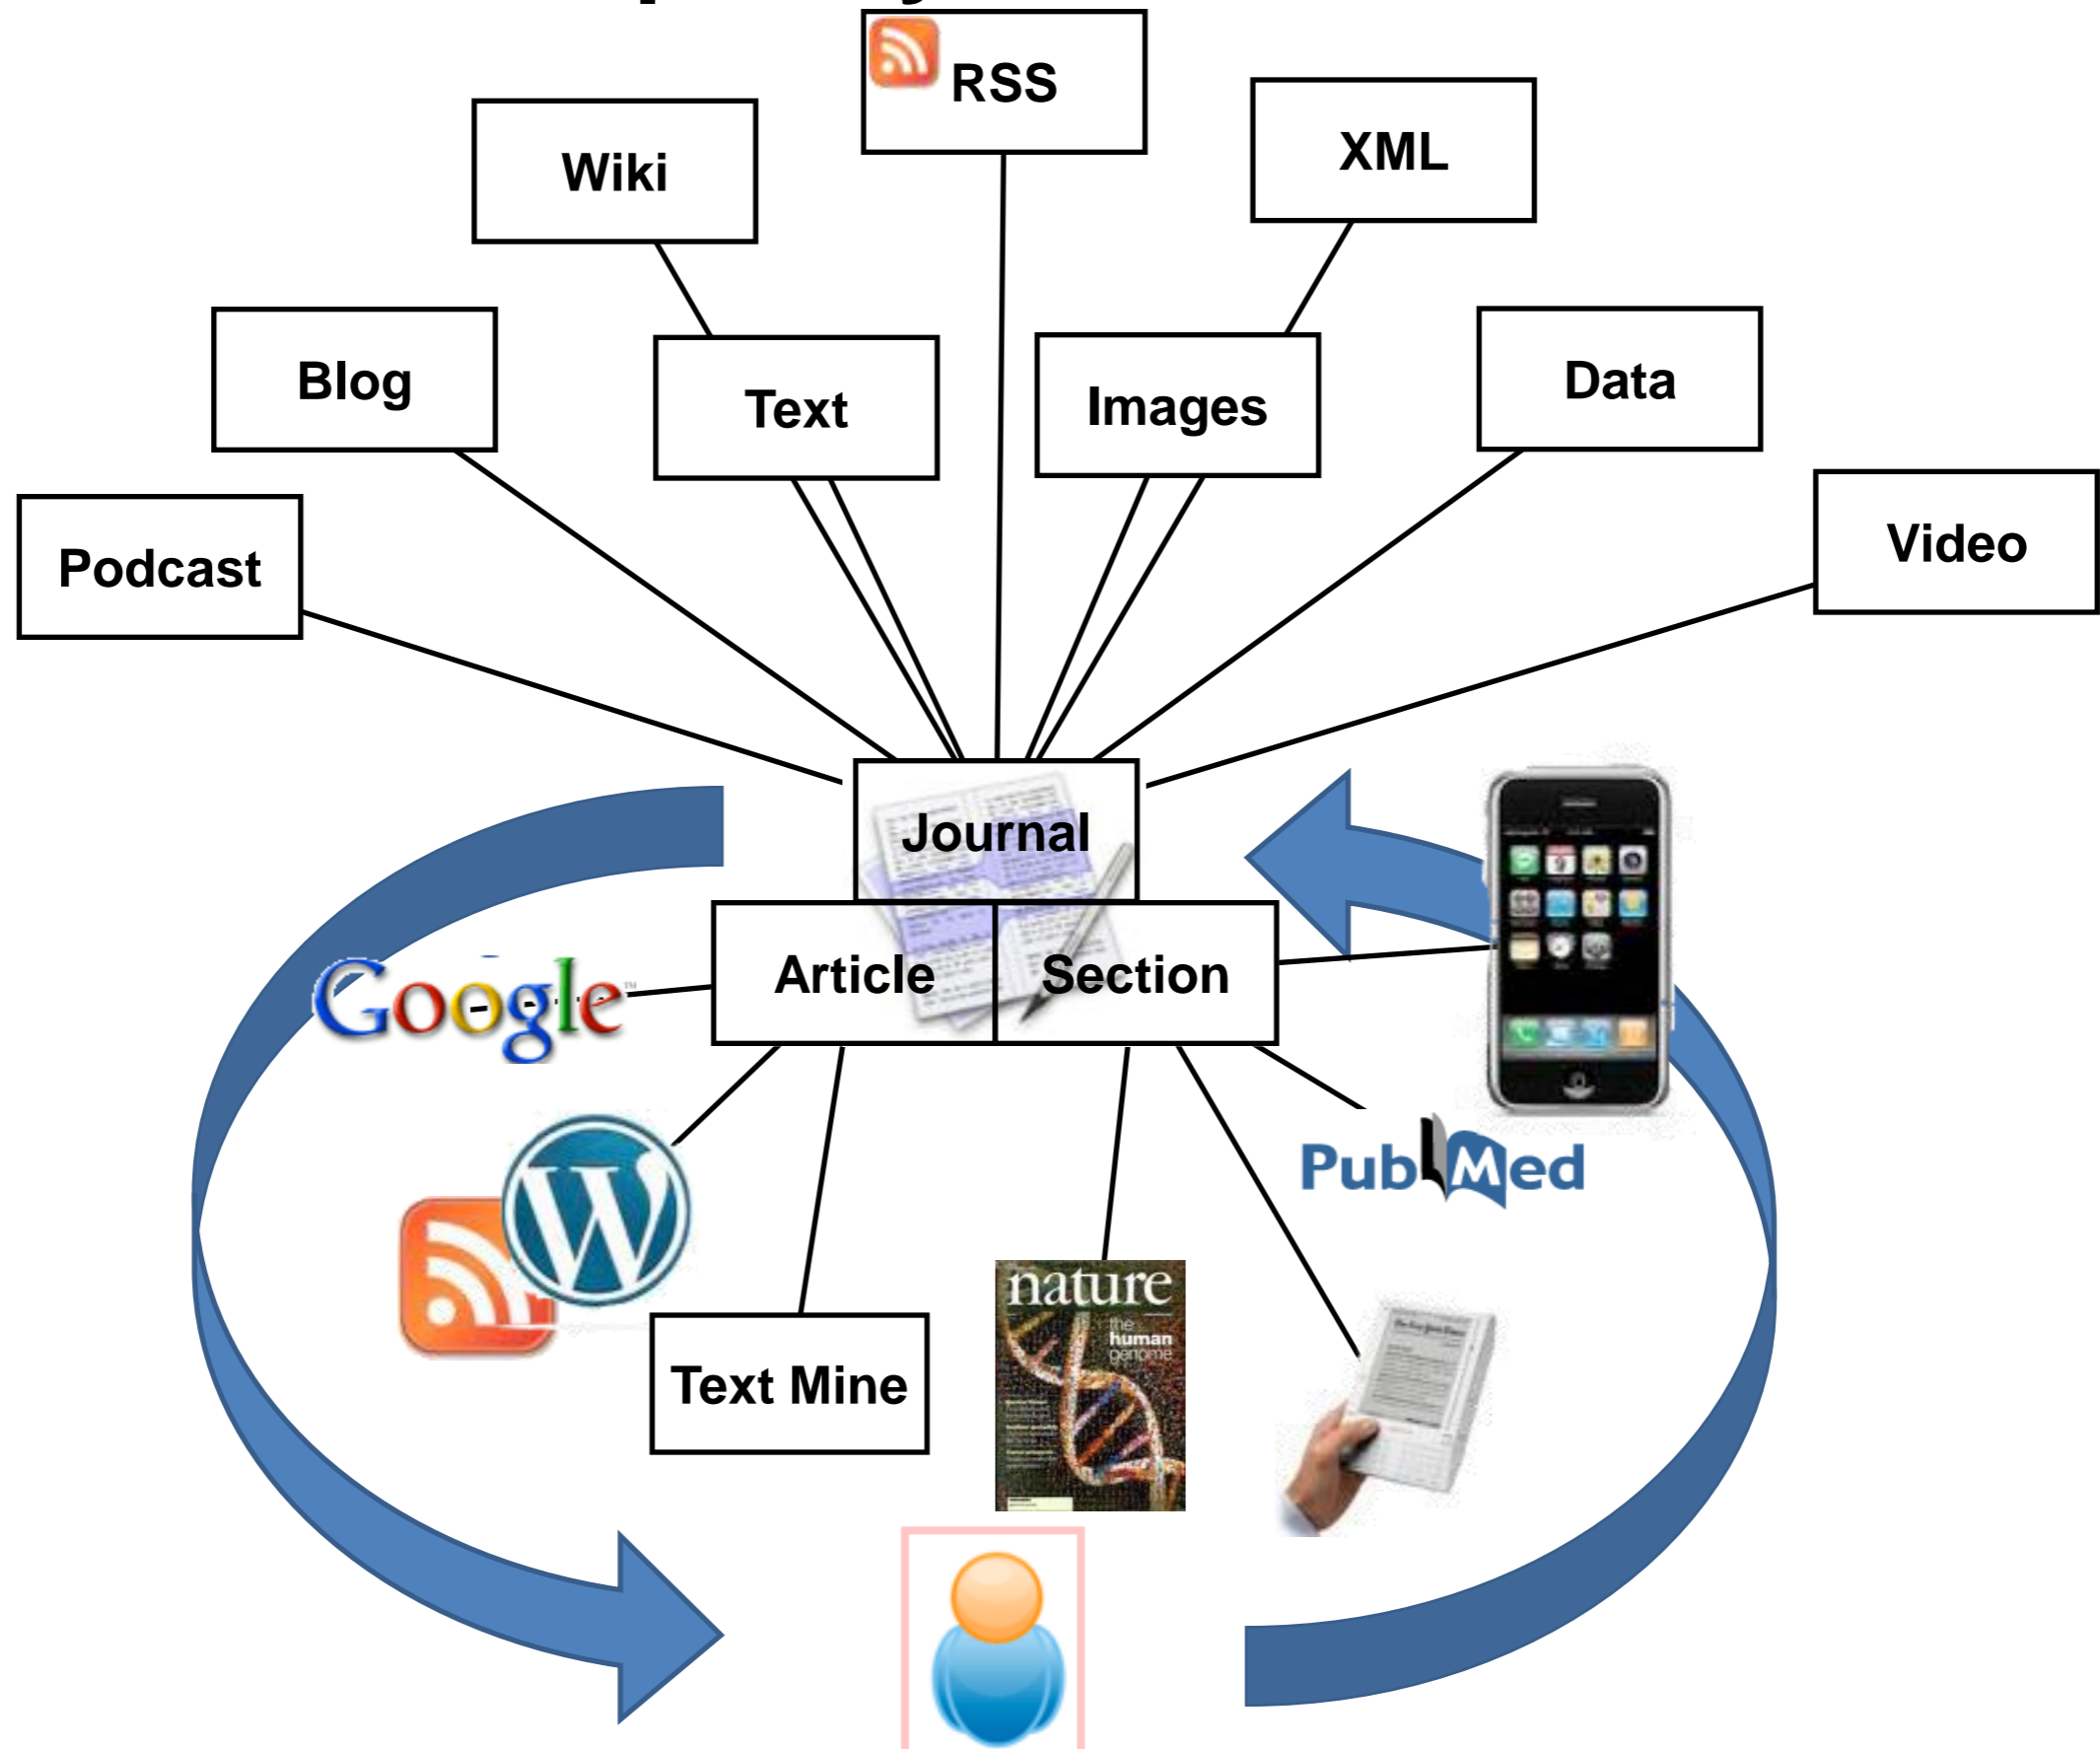 RSS
XML
Wiki
Blog
Text
Images
Data
Podcast
Video
Journal
Article
Section
Google
PubMed
nature
the
human
genome
Text Mine